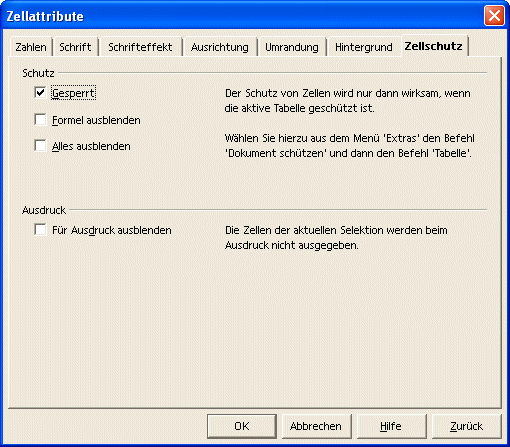 Zellattribute
Zahlen Schrift Schrifteffekt Ausrichtung Umrandung Hintergrund Zellschutz
Schutz
Gesperrt
Der Schutz von Zellen wird nur dann wirksam, wenn
die aktive Tabelle geschützt ist.
Formel ausblenden
Alles ausblenden
Wählen Sie hierzu aus dem Menü 'Extras' den Befehl
'Dokument schützen' und dann den Befehl 'Tabelle'.
Ausdruck
Für Ausdruck ausblenden
Die Zellen der aktuellen Selektion werden beim
Ausdruck nicht ausgegeben.
OK Abbrechen Hilfe Zurück